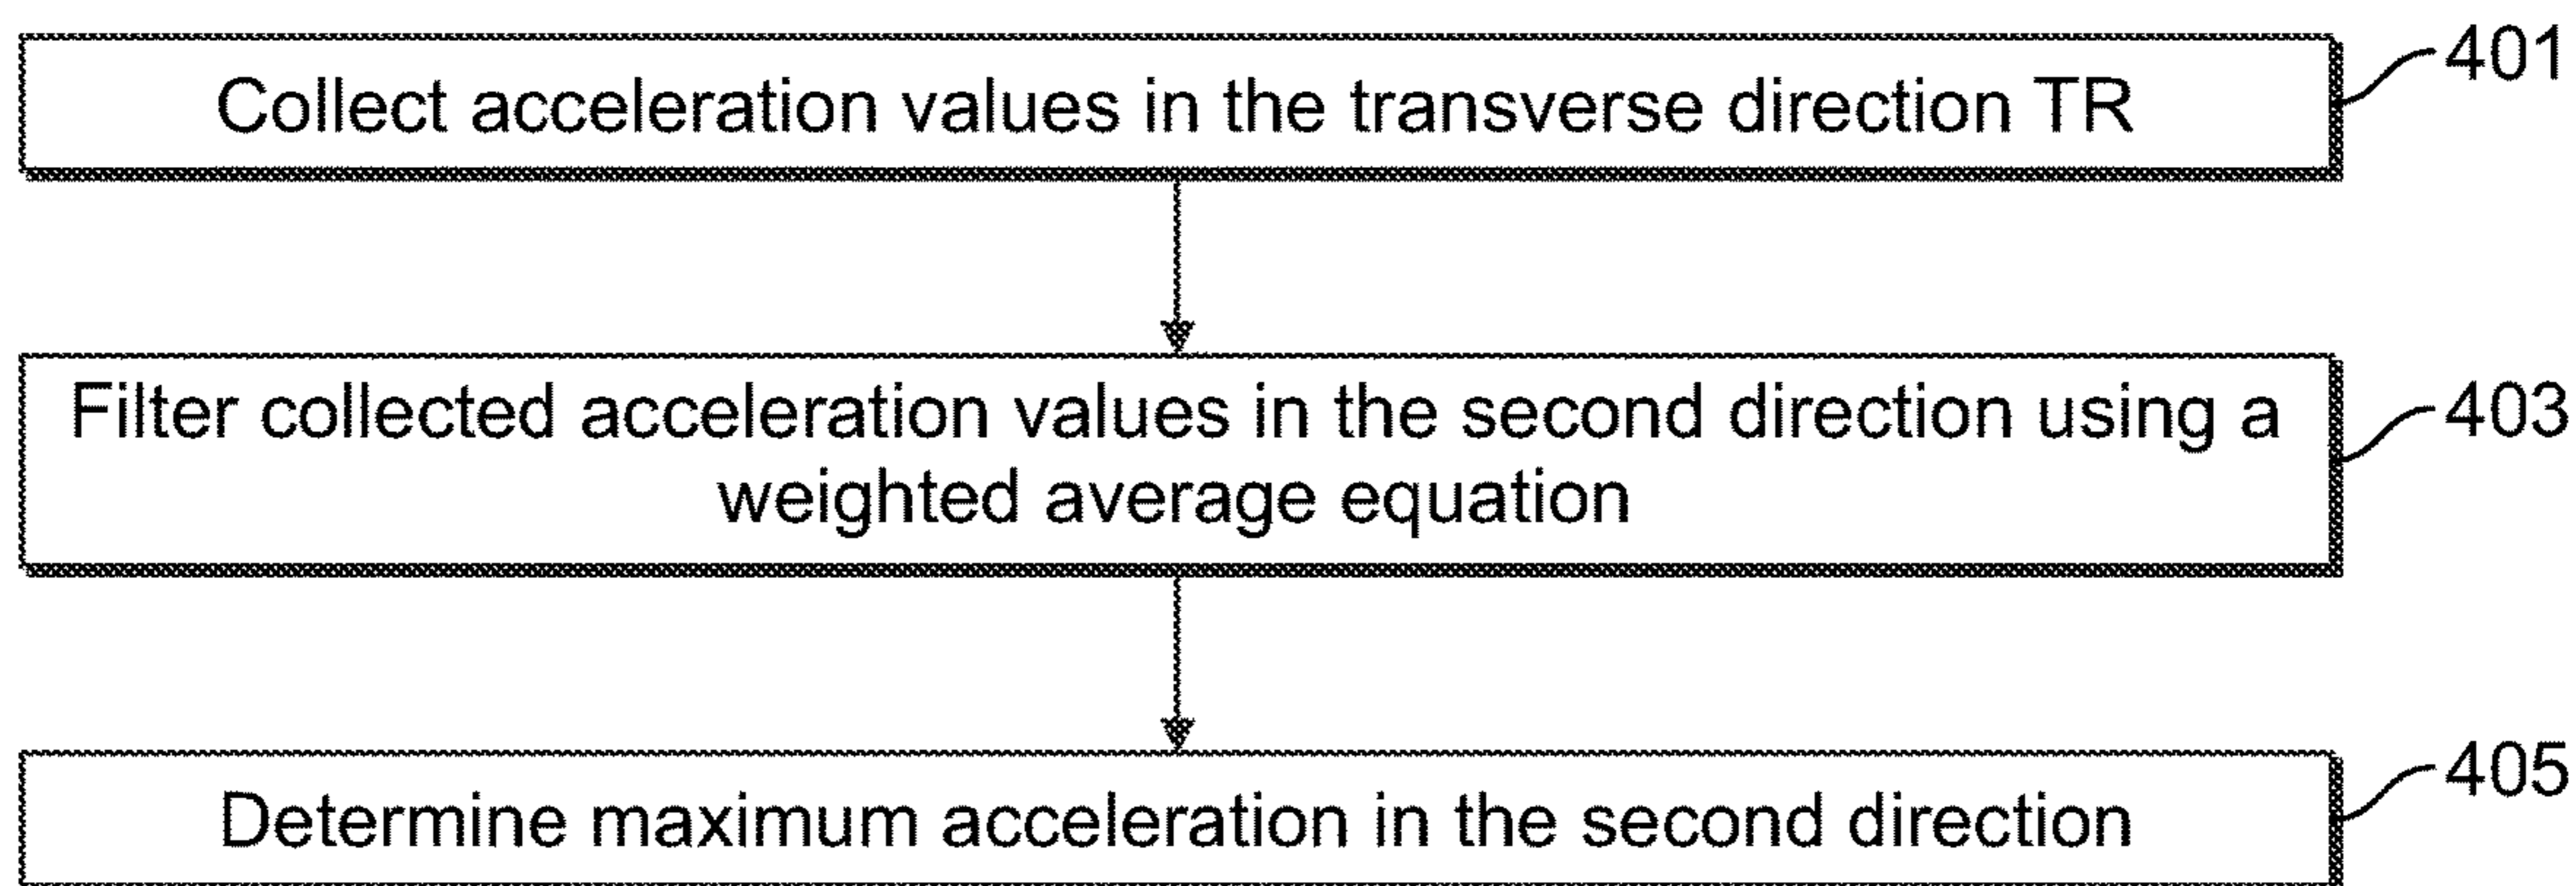 401
Collect acceleration values in the transverse direction TR
Filter collected acceleration values in the second direction using a
403
weighted average equation
405
Determine maximum acceleration in the second direction